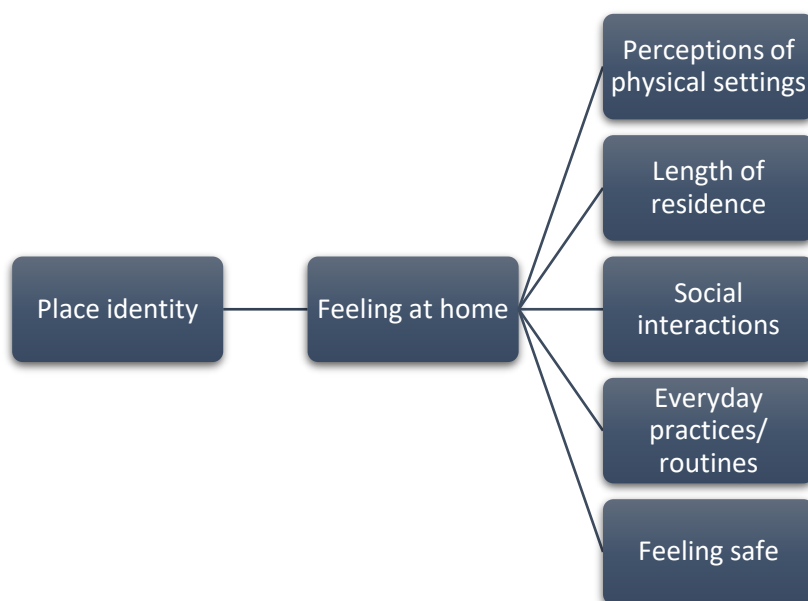 Place identity
Feeling at home
Perceptions of
physical settings
Length of
residence
Social
interactions
Everyday
practices/
routines
Feeling safe